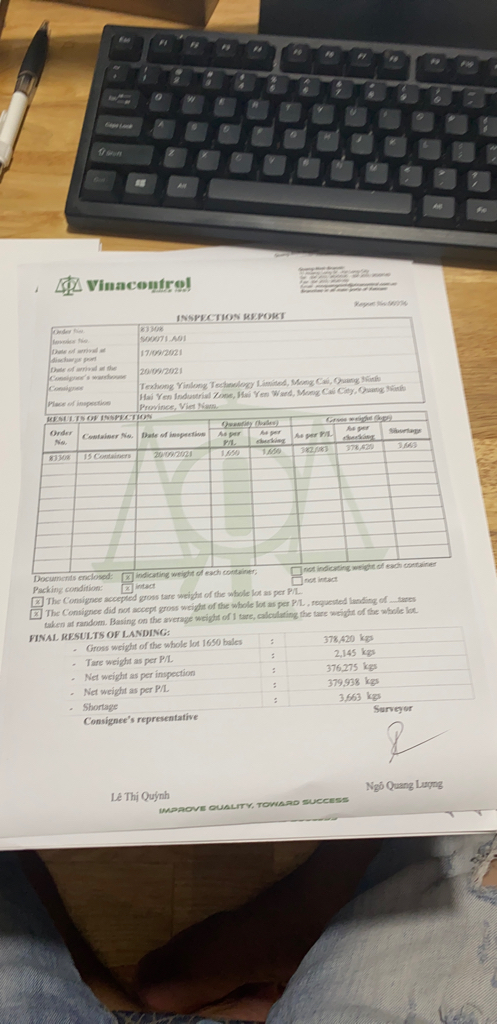 Vinacontrol
SINCE 1957
INSPECTION REPORT
Order No. 83308
Invoice No. S00071.A01
Date of arrival at discharge port 17/09/2021
Date of arrival at the Consignee's warehouse 20/09/2021
Consignee Texhong Yinlong Technology Limited, Mong Cai, Quang Ninh
Place of inspection Hai Yen Industrial Zone, Hai Yen Ward, Mong Cai City, Quang Ninh
Province, Viet Nam.
RESULTS OF INSPECTION
Quantity (bales) Gross weight (kgs)
Order No. Container No. Date of inspection As per P/L As per checking As per P/L As per checking Shortage
83308 15 Containers 20/09/2021 1,650 1,650 382,083 378,420 3,663
Documents enclosed: x indicating weight of each container; not indicating weight of each container
Packing condition: x intact not intact
x The Consignee accepted gross tare weight of the whole lot as per P/L.
x The Consignee did not accept gross weight of the whole lot as per P/L, requested landing of ....tares
taken at random. Basing on the average weight of 1 tare, calculating the tare weight of the whole lot.
FINAL RESULTS OF LANDING:
- Gross weight of the whole lot 1650 bales : 378,420 kgs
- Tare weight as per P/L : 2,145 kgs
- Net weight as per inspection : 376,275 kgs
- Net weight as per P/L : 379,938 kgs
- Shortage : 3,663 kgs
Consignee's representative Surveyor
Lê Thị Quỳnh Ngô Quang Lượng
IMPROVE QUALITY, TOWARD SUCCESS